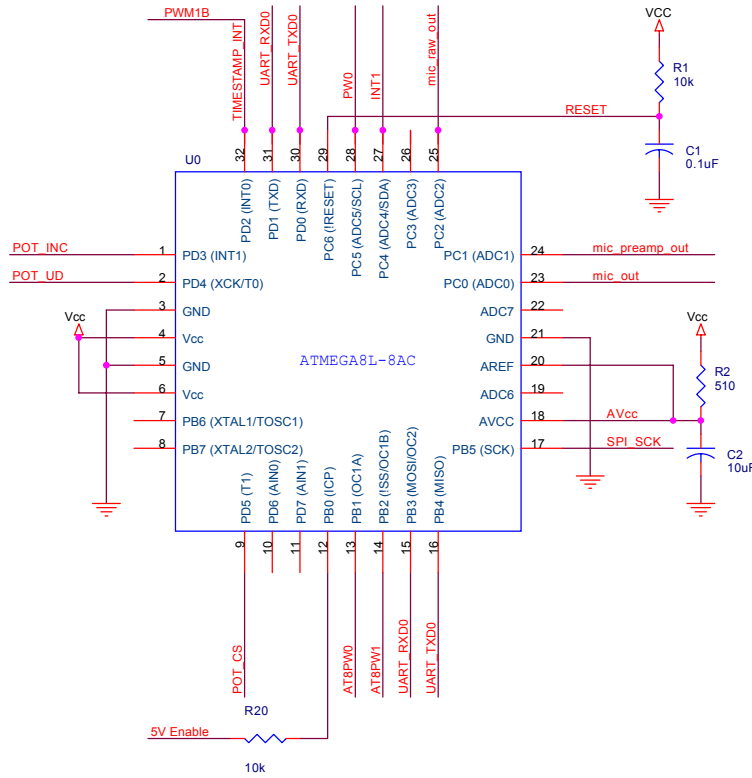 PWM1B
TIMESTAMP_INT
UART_RXD0
UART_TXD0
PW0
INT1
mic_raw_out
VCC
R1
10k
RESET
C1
0.1uF
U0
32
31
30
29
28
27
26
25
PD2 (INT0)
PD1 (TXD)
PD0 (RXD)
PC6 (!RESET)
PC5 (ADC5/SCL)
PC4 (ADC4/SDA)
PC3 (ADC3)
PC2 (ADC2)
POT_INC
1
PD3 (INT1)
PC1 (ADC1)
24
mic_preamp_out
POT_UD
2
PD4 (XCK/T0)
PC0 (ADC0)
23
mic_out
3
GND
ADC7
22
Vcc
4
Vcc
GND
21
Vcc
5
GND
ATMEGA8L-8AC
AREF
20
R2
510
6
Vcc
ADC6
19
7
PB6 (XTAL1/TOSC1)
AVCC
18
AVcc
8
PB7 (XTAL2/TOSC2)
PB5 (SCK)
17
SPI_SCK
C2
10uF
PD5 (T1)
PD6 (AIN0)
PD7 (AIN1)
PB0 (ICP)
PB1 (OC1A)
PB2 (!SS/OC1B)
PB3 (MOSI/OC2)
PB4 (MISO)
9
10
11
12
13
14
15
16
POT_CS
AT8PW0
AT8PW1
UART_RXD0
UART_TXD0
R20
5V Enable
10k